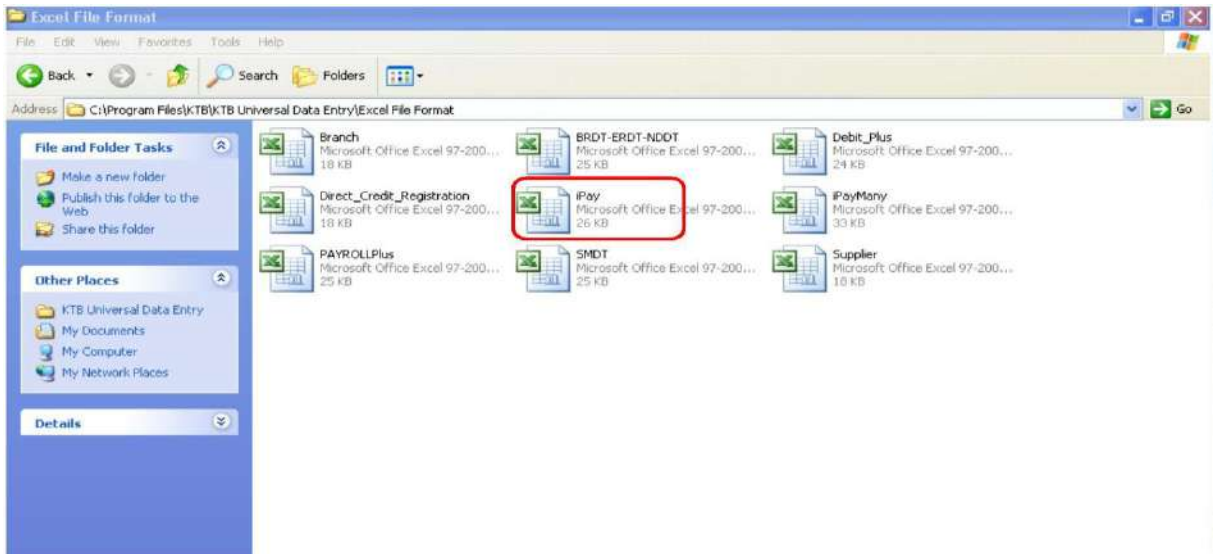 Excel File Format
File Edit View Favorites Tools Help
Back Search Folders
Address C:\Program Files\KTB\KTB Universal Data Entry\Excel File Format Go
File and Folder Tasks
Make a new folder
Publish this folder to the
Web
Share this folder
Other Places
KTB Universal Data Entry
My Documents
My Computer
My Network Places
Details
Branch
Microsoft Office Excel 97-200...
18 KB
BRDT-ERDT-NDDT
Microsoft Office Excel 97-200...
25 KB
Debit_Plus
Microsoft Office Excel 97-200...
24 KB
Direct_Credit_Registration
Microsoft Office Excel 97-200...
18 KB
iPay
Microsoft Office Excel 97-200...
26 KB
iPayMany
Microsoft Office Excel 97-200...
33 KB
PAYROLLPlus
Microsoft Office Excel 97-200...
25 KB
SMDT
Microsoft Office Excel 97-200...
25 KB
Supplier
Microsoft Office Excel 97-200...
18 KB